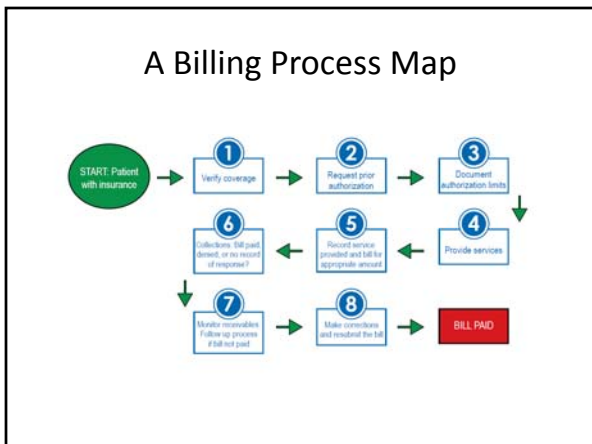 A Billing Process Map
START: Patient
with insurance
1
Verify coverage
2
Request prior
authorization
3
Document
authorization limits
4
Provide services
5
Record service
provided and bill for
appropriate amount
6
Collections: Bill paid,
denied, or no record
of response?
7
Monitor receivables
Follow up process
if bill not paid
8
Make corrections
and resubmit the bill
BILL PAID